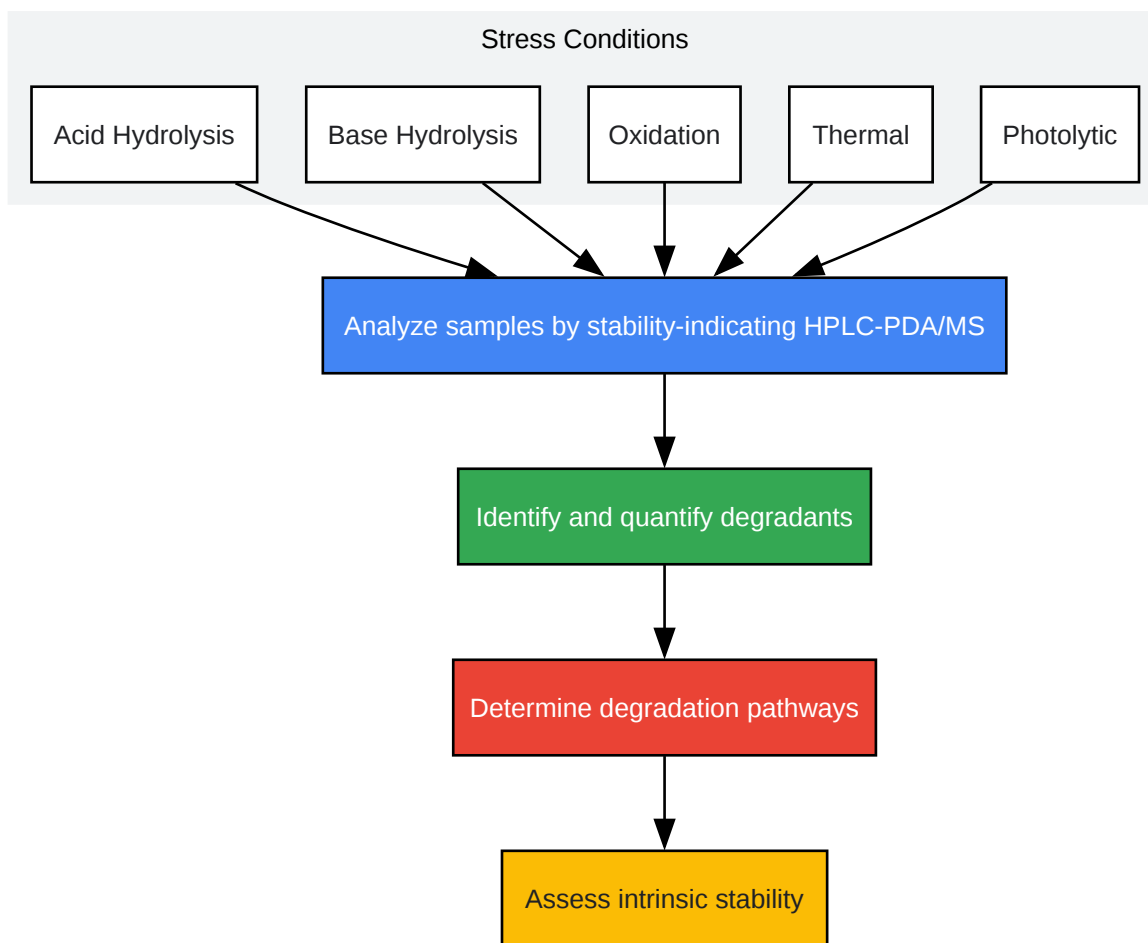 Stress Conditions
Acid Hydrolysis
Base Hydrolysis
Oxidation
Thermal
Photolytic
Analyze samples by stability-indicating HPLC-PDA/MS
Identify and quantify degradants
Determine degradation pathways
Assess intrinsic stability